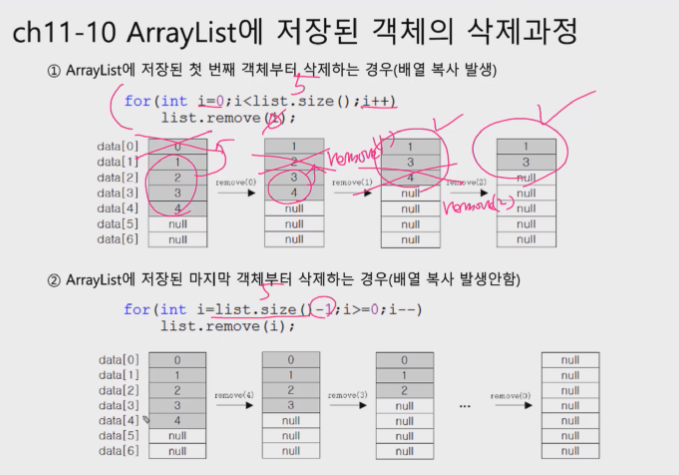 ch11-10 ArrayList에 저장된 객체의 삭제과정
① ArrayList에 저장된 첫 번째 객체부터 삭제하는 경우(배열 복사 발생)
5
for(int i=0;i<list.size();i++)
list.remove(i);
data[0] 0 1 1 1
data[1] 1 2 3 3
data[2] 2 3 4 null
data[3] 3 4 null null
data[4] 4 null null null
data[5] null null null null
data[6] null null null null
remove(0) remove(1) remove(2)
remove(1)
remove(2)
② ArrayList에 저장된 마지막 객체부터 삭제하는 경우(배열 복사 발생안함)
5
for(int i=list.size()-1;i>=0;i--)
list.remove(i);
data[0] 0 0 0 null
data[1] 1 1 1 null
data[2] 2 2 2 null
data[3] 3 3 null null
data[4] 4 null null null
data[5] null null null null
data[6] null null null null
remove(4) remove(3) ... remove(0)